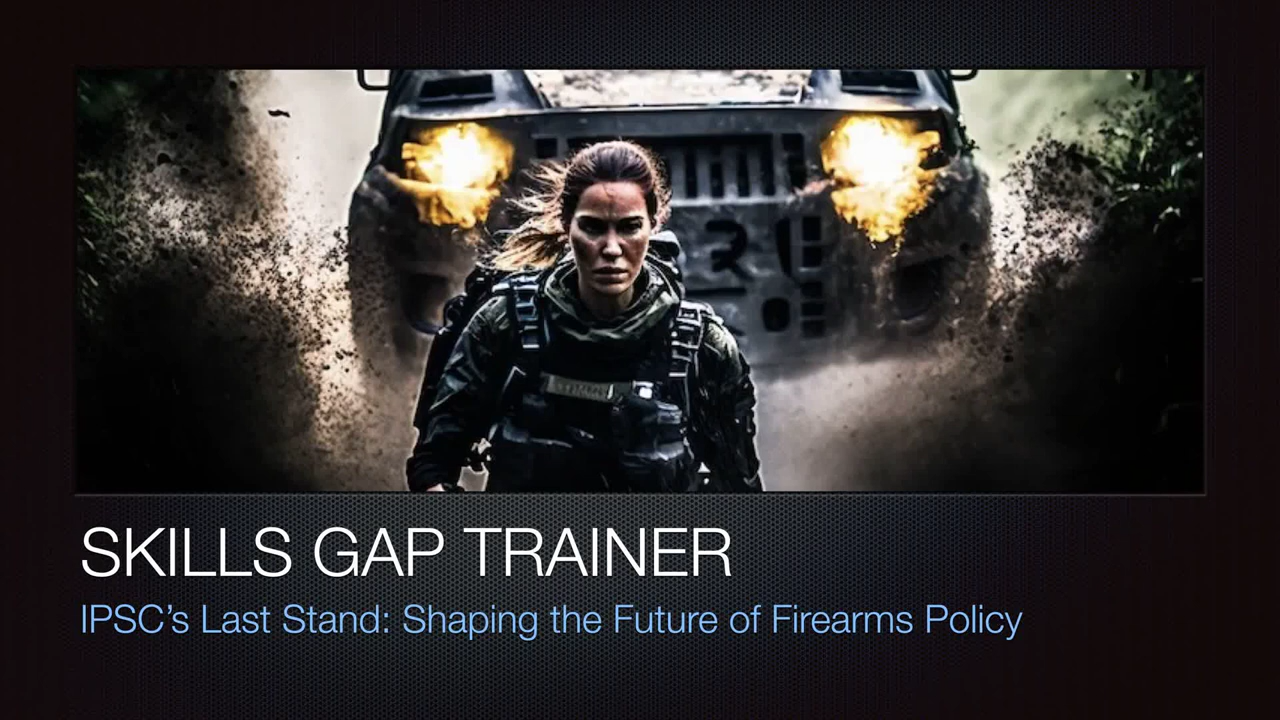 SKILLS GAP TRAINER
IPSC’s Last Stand: Shaping the Future of Firearms Policy